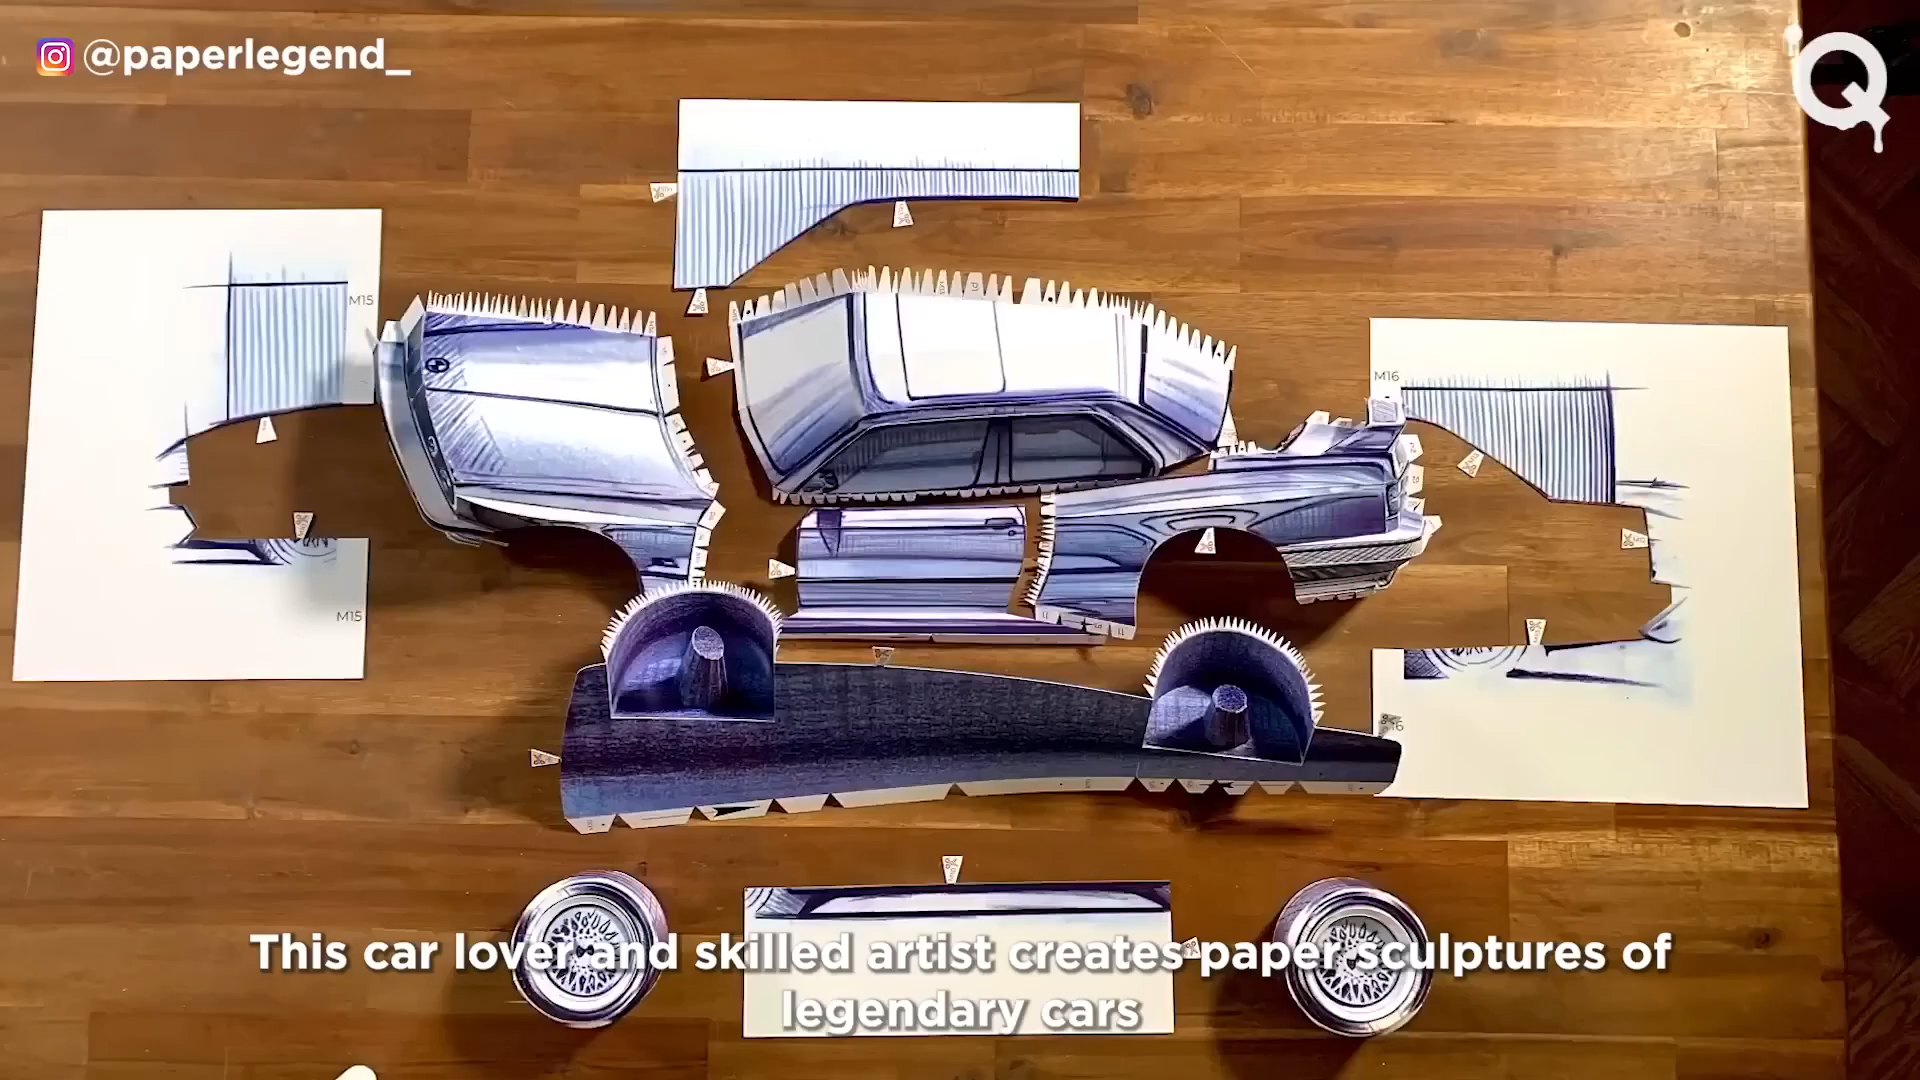 @paperlegend_
Q
M15
M16
M15
This car lover and skilled artist creates paper sculptures of
legendary cars